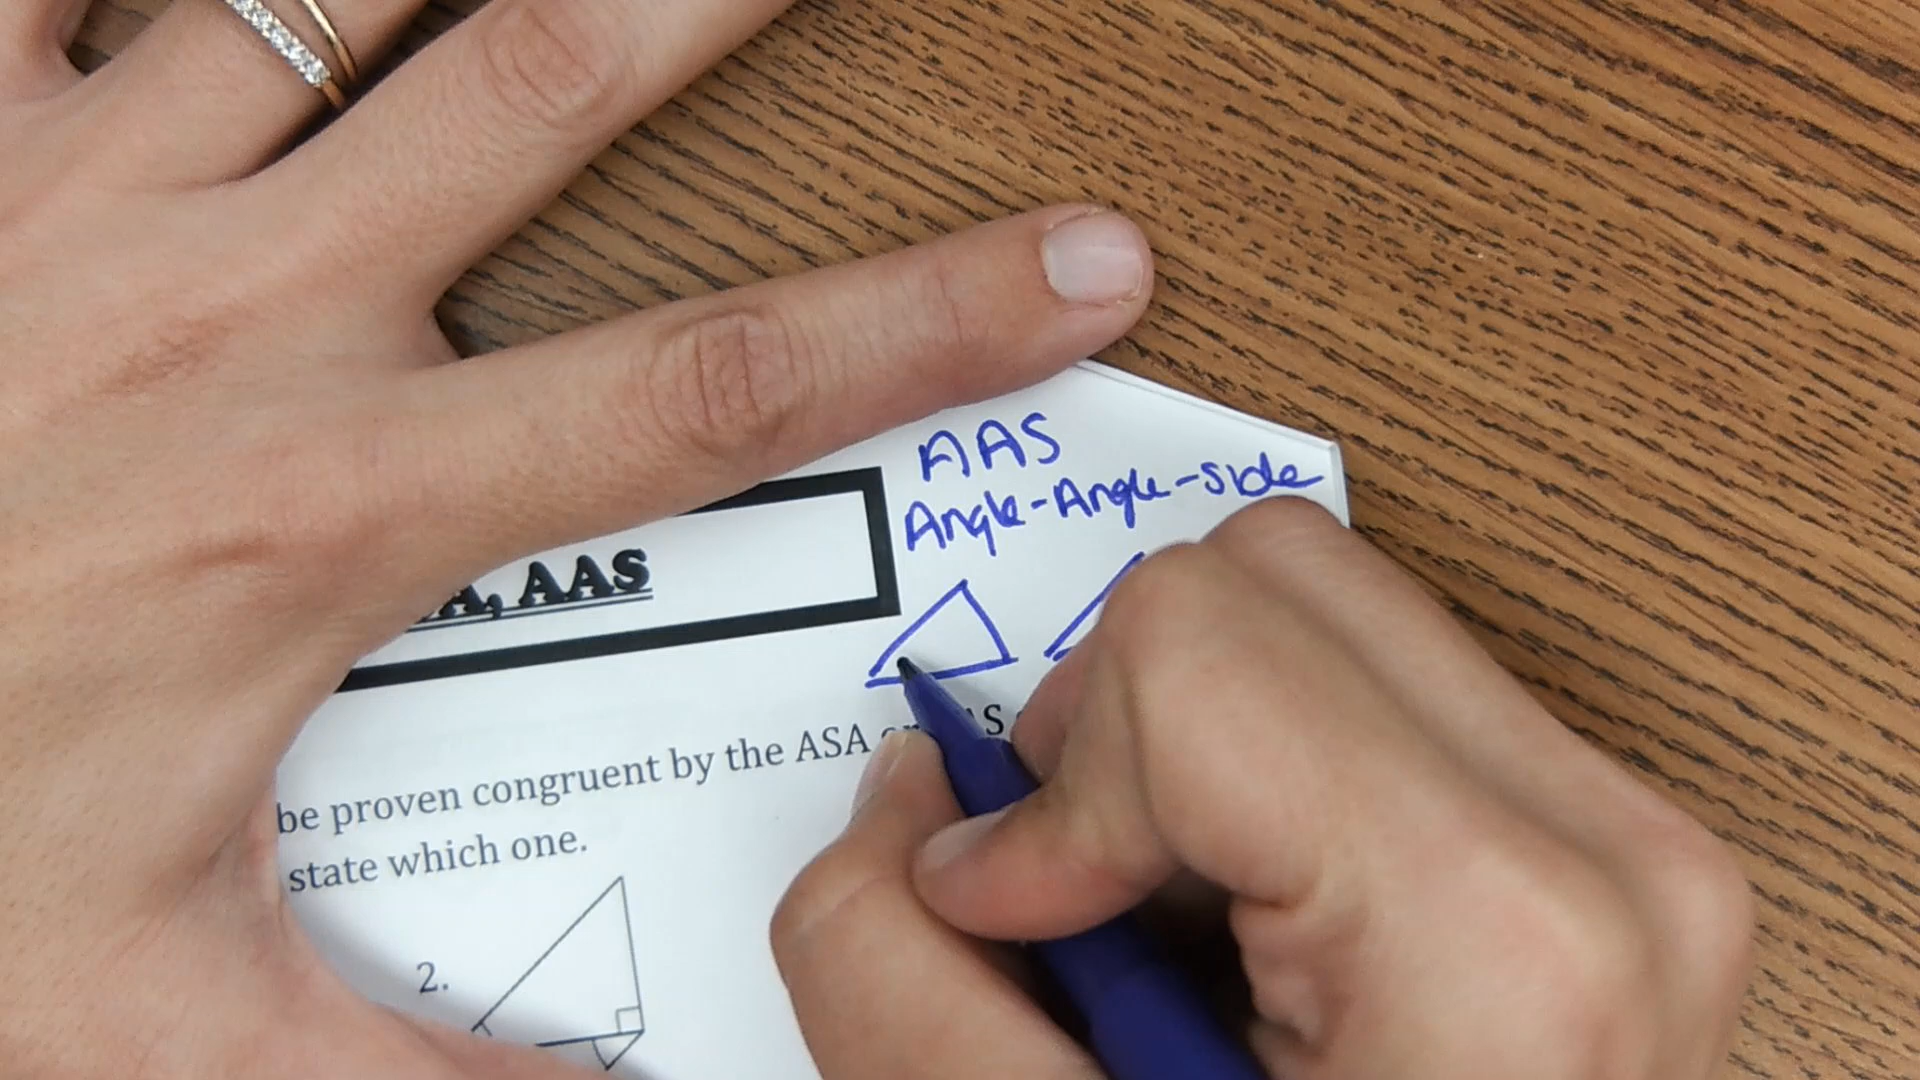 AAS
Angle-Angle-Side
, AAS
be proven congruent by the ASA
state which one.
2.